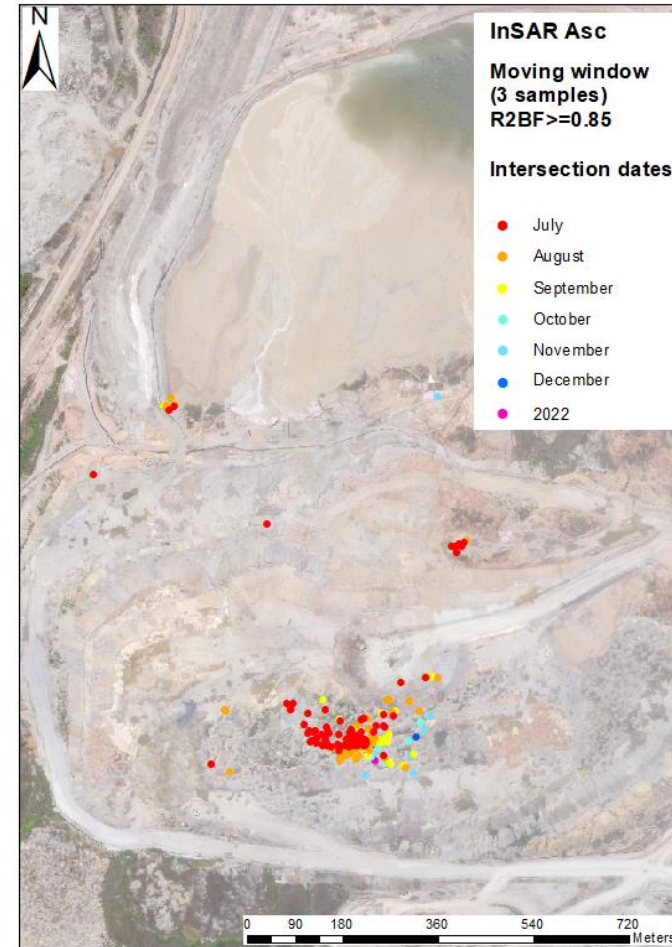 N
InSAR Asc
Moving window
(3 samples)
R2BF>=0.85
Intersection dates
July
August
September
October
November
December
2022
0 90 180 360 540 720
Meters